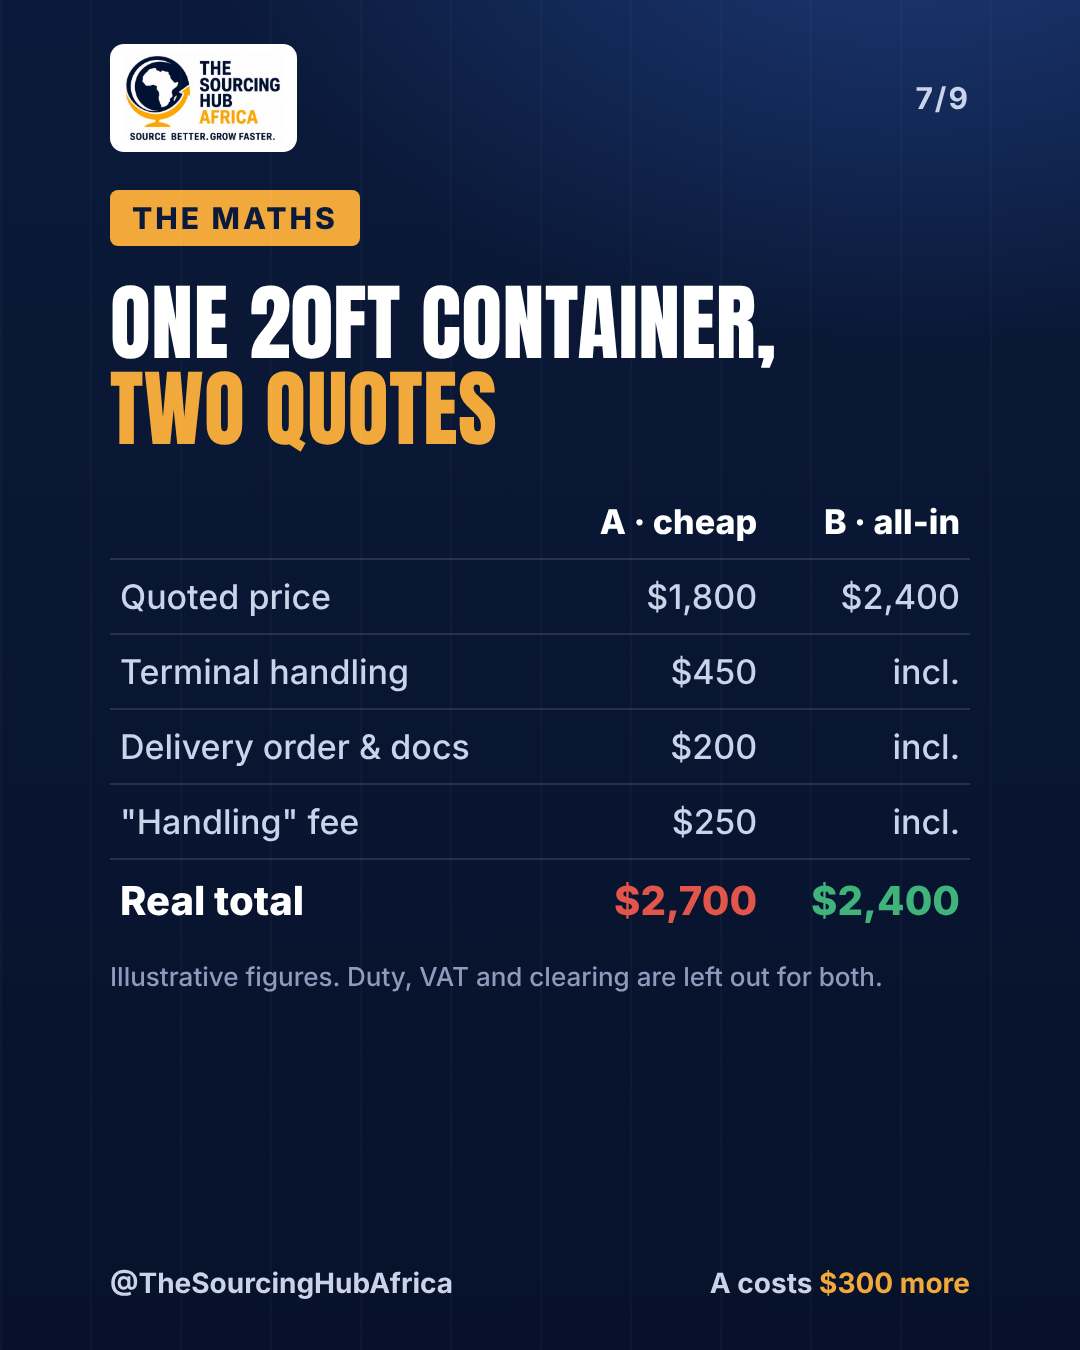 THE
SOURCING
HUB
AFRICA
SOURCE BETTER. GROW FASTER.
7/9
THE MATHS
ONE 20FT CONTAINER,
TWO QUOTES
A · cheap B · all-in
Quoted price $1,800 $2,400
Terminal handling $450 incl.
Delivery order & docs $200 incl.
"Handling" fee $250 incl.
Real total $2,700 $2,400
Illustrative figures. Duty, VAT and clearing are left out for both.
@TheSourcingHubAfrica A costs $300 more